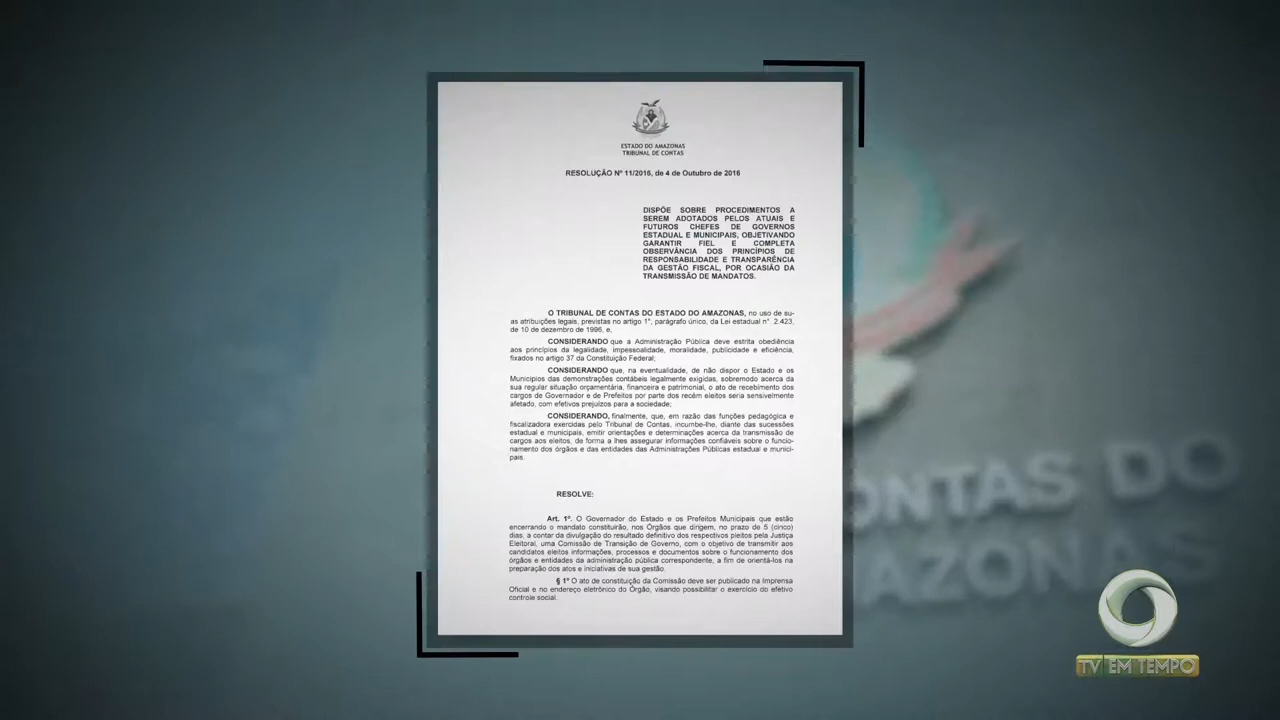 ESTADO DO AMAZONAS
TRIBUNAL DE CONTAS
RESOLUÇÃO Nº 11/2016, de 4 de Outubro de 2016
DISPÕE SOBRE PROCEDIMENTOS A
SEREM ADOTADOS PELOS ATUAIS E
FUTUROS CHEFES DE GOVERNOS
ESTADUAL E MUNICIPAIS, OBJETIVANDO
GARANTIR FIEL E COMPLETA
OBSERVÂNCIA DOS PRINCÍPIOS DE
RESPONSABILIDADE E TRANSPARÊNCIA
DA GESTÃO FISCAL, POR OCASIÃO DA
TRANSMISSÃO DE MANDATOS.
O TRIBUNAL DE CONTAS DO ESTADO DO AMAZONAS, no uso de su-
as atribuições legais, previstas no artigo 1º, parágrafo único, da Lei estadual nº 2.423,
de 10 de dezembro de 1996, e,
CONSIDERANDO que a Administração Pública deve estrita obediência
aos princípios da legalidade, impessoalidade, moralidade, publicidade e eficiência,
fixados no artigo 37 da Constituição Federal;
CONSIDERANDO que, na eventualidade, de não dispor o Estado e os
Municípios das demonstrações contábeis legalmente exigidas, sobremodo acerca da
sua regular situação orçamentária, financeira e patrimonial, o ato de recebimento dos
cargos de Governador e de Prefeitos por parte dos recém eleitos seria sensivelmente
afetado, com efetivos prejuízos para a sociedade;
CONSIDERANDO, finalmente, que, em razão das funções pedagógica e
fiscalizadora exercidas pelo Tribunal de Contas, incumbe-lhe, diante das sucessões
estadual e municipais, emitir orientações e determinações acerca da transmissão de
cargos aos eleitos, de forma a lhes assegurar informações confiáveis sobre o funcio-
namento dos órgãos e das entidades das Administrações Públicas estadual e munici-
pais.
RESOLVE:
Art. 1º. O Governador do Estado e os Prefeitos Municipais que estão
encerrando o mandato constituirão, nos Órgãos que dirigem, no prazo de 5 (cinco)
dias, a contar da divulgação do resultado definitivo dos respectivos pleitos pela Justiça
Eleitoral, uma Comissão de Transição de Governo, com o objetivo de transmitir aos
candidatos eleitos informações, processos e documentos sobre o funcionamento dos
órgãos e entidades da administração pública correspondente, a fim de orientá-los na
preparação dos atos e iniciativas de sua gestão.
§ 1º O ato de constituição da Comissão deve ser publicado na Imprensa
Oficial e no endereço eletrônico do Órgão, visando possibilitar o exercício do efetivo
controle social.
ONTAS DO
AZONAS
TV EM TEMPO